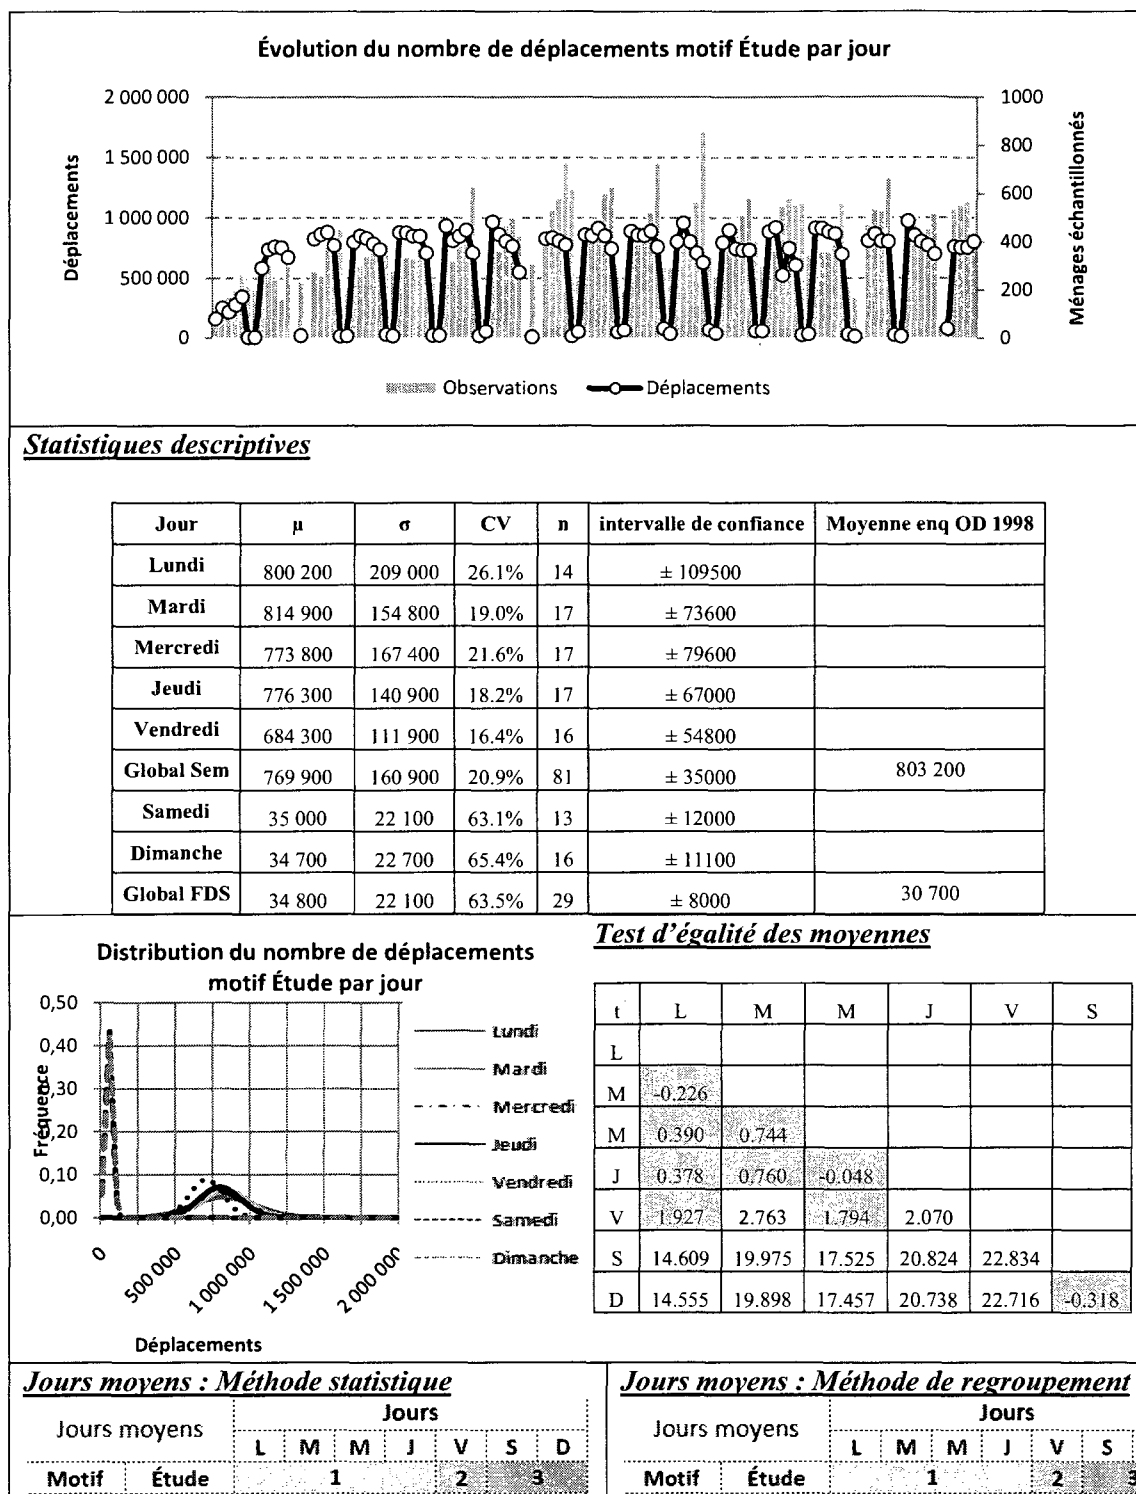 Évolution du nombre de déplacements motif Étude par jour
2 000 000
1 500 000
1 000 000
500 000
0
Déplacements
1000
800
600
400
200
0
Ménages échantillonnés
Observations Déplacements
Statistiques descriptives
Jour µ σ CV n intervalle de confiance Moyenne enq OD 1998
Lundi 800 200 209 000 26.1% 14 ± 109500
Mardi 814 900 154 800 19.0% 17 ± 73600
Mercredi 773 800 167 400 21.6% 17 ± 79600
Jeudi 776 300 140 900 18.2% 17 ± 67000
Vendredi 684 300 111 900 16.4% 16 ± 54800
Global Sem 769 900 160 900 20.9% 81 ± 35000 803 200
Samedi 35 000 22 100 63.1% 13 ± 12000
Dimanche 34 700 22 700 65.4% 16 ± 11100
Global FDS 34 800 22 100 63.5% 29 ± 8000 30 700
Distribution du nombre de déplacements
motif Étude par jour
0,50
0,40
0,30
0,20
0,10
0,00
Fréquence
0
500 000
1 000 000
1 500 000
2 000 000
Déplacements
Lundi
Mardi
Mercredi
Jeudi
Vendredi
Samedi
Dimanche
Test d'égalité des moyennes
t L M M J V S
L
M -0.226
M 0.390 0.744
J 0.378 0.760 -0.048
V 1.927 2.763 1.794 2.070
S 14.609 19.975 17.525 20.824 22.834
D 14.555 19.898 17.457 20.738 22.716 -0.318
Jours moyens : Méthode statistique
Jours moyens
Jours
L M M J V S D
Motif Étude 1 2 3
Jours moyens : Méthode de regroupement
Jours moyens
Jours
L M M J V S
Motif Étude 1 2 3